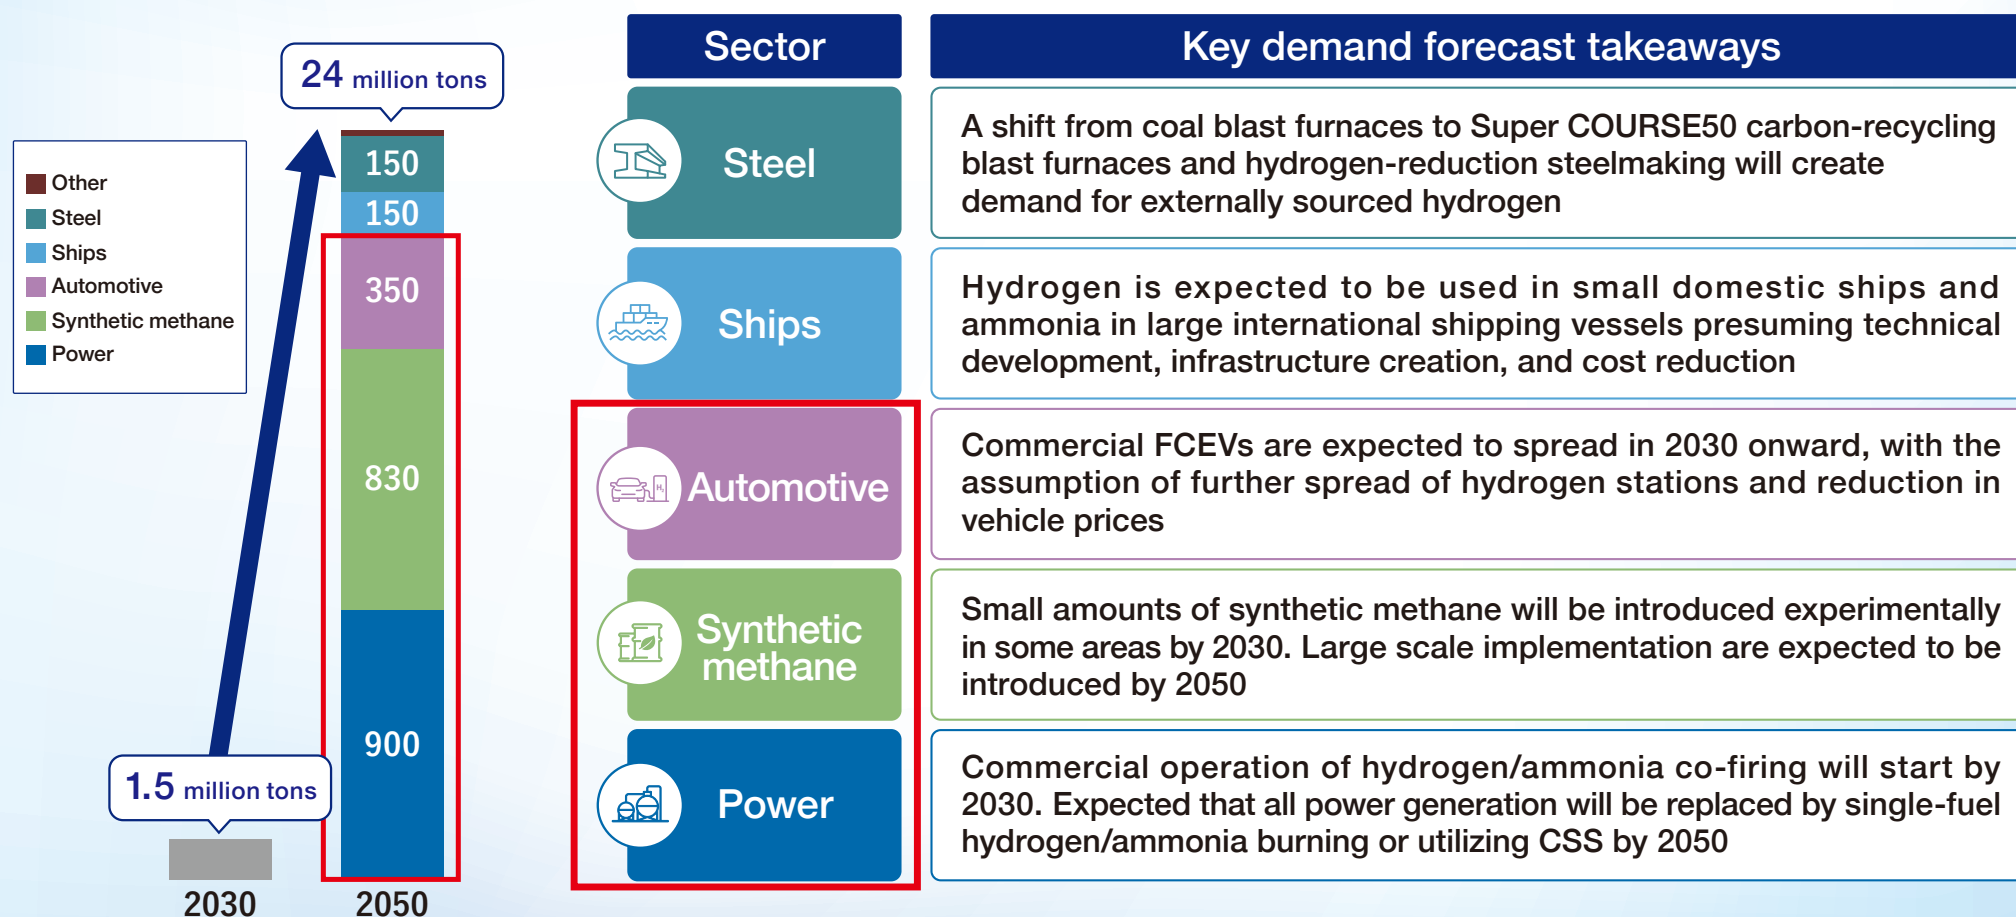 24 million tons
Other
Steel
Ships
Automotive
Synthetic methane
Power
150
150
350
830
900
1.5 million tons
2030
2050
Sector
Key demand forecast takeaways
Steel
A shift from coal blast furnaces to Super COURSE50 carbon-recycling
blast furnaces and hydrogen-reduction steelmaking will create
demand for externally sourced hydrogen
Ships
Hydrogen is expected to be used in small domestic ships and
ammonia in large international shipping vessels presuming technical
development, infrastructure creation, and cost reduction
H₂
Automotive
Commercial FCEVs are expected to spread in 2030 onward, with the
assumption of further spread of hydrogen stations and reduction in
vehicle prices
Synthetic
methane
Small amounts of synthetic methane will be introduced experimentally
in some areas by 2030. Large scale implementation are expected to be
introduced by 2050
Power
Commercial operation of hydrogen/ammonia co-firing will start by
2030. Expected that all power generation will be replaced by single-fuel
hydrogen/ammonia burning or utilizing CSS by 2050